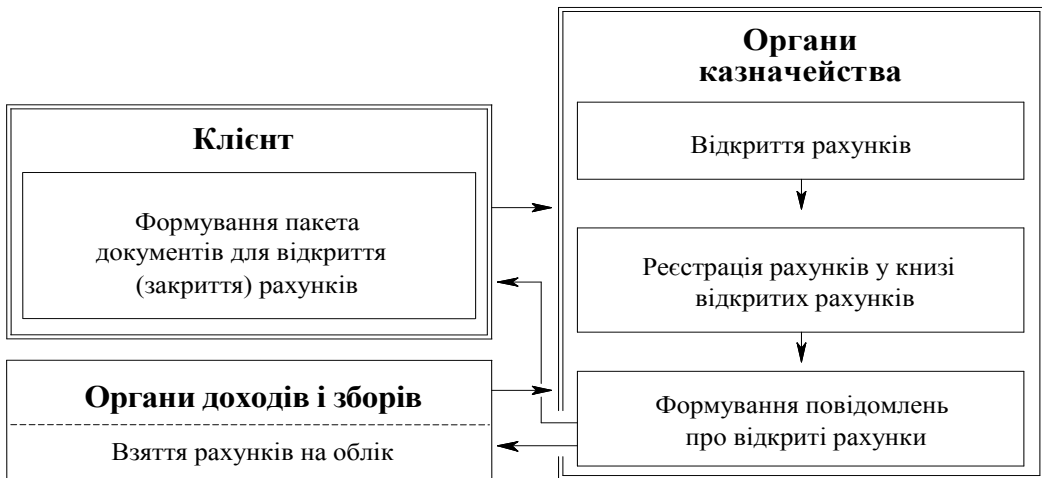 Клієнт
Формування пакета
документів для відкриття
(закриття) рахунків
Органи доходів і зборів
Взяття рахунків на облік
Органи
казначейства
Відкриття рахунків
Реєстрація рахунків у книзі
відкритих рахунків
Формування повідомлень
про відкриті рахунки